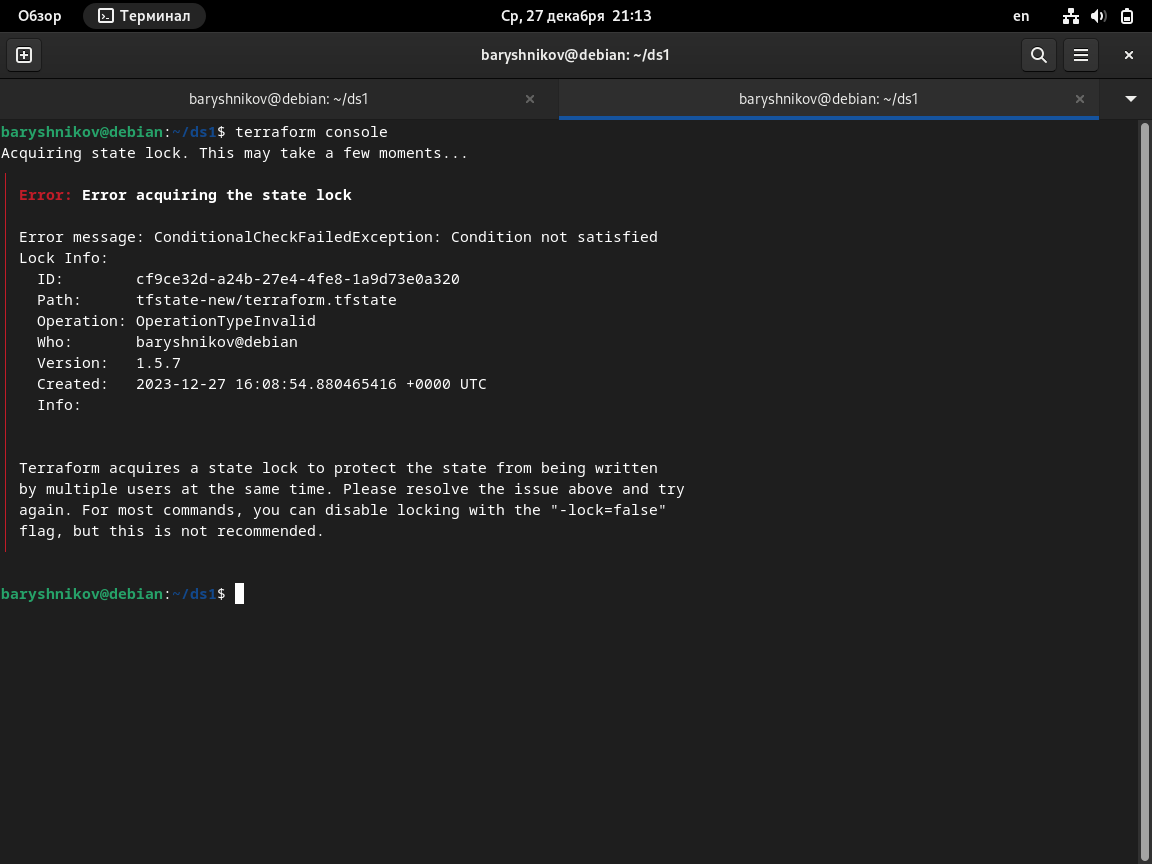 Обзор Терминал Ср, 27 декабря 21:13 en
baryshnikov@debian: ~/ds1
baryshnikov@debian: ~/ds1 baryshnikov@debian: ~/ds1
baryshnikov@debian:~/ds1$ terraform console
Acquiring state lock. This may take a few moments...
Error: Error acquiring the state lock
Error message: ConditionalCheckFailedException: Condition not satisfied
Lock Info:
ID: cf9ce32d-a24b-27e4-4fe8-1a9d73e0a320
Path: tfstate-new/terraform.tfstate
Operation: OperationTypeInvalid
Who: baryshnikov@debian
Version: 1.5.7
Created: 2023-12-27 16:08:54.880465416 +0000 UTC
Info:
Terraform acquires a state lock to protect the state from being written
by multiple users at the same time. Please resolve the issue above and try
again. For most commands, you can disable locking with the "-lock=false"
flag, but this is not recommended.
baryshnikov@debian:~/ds1$